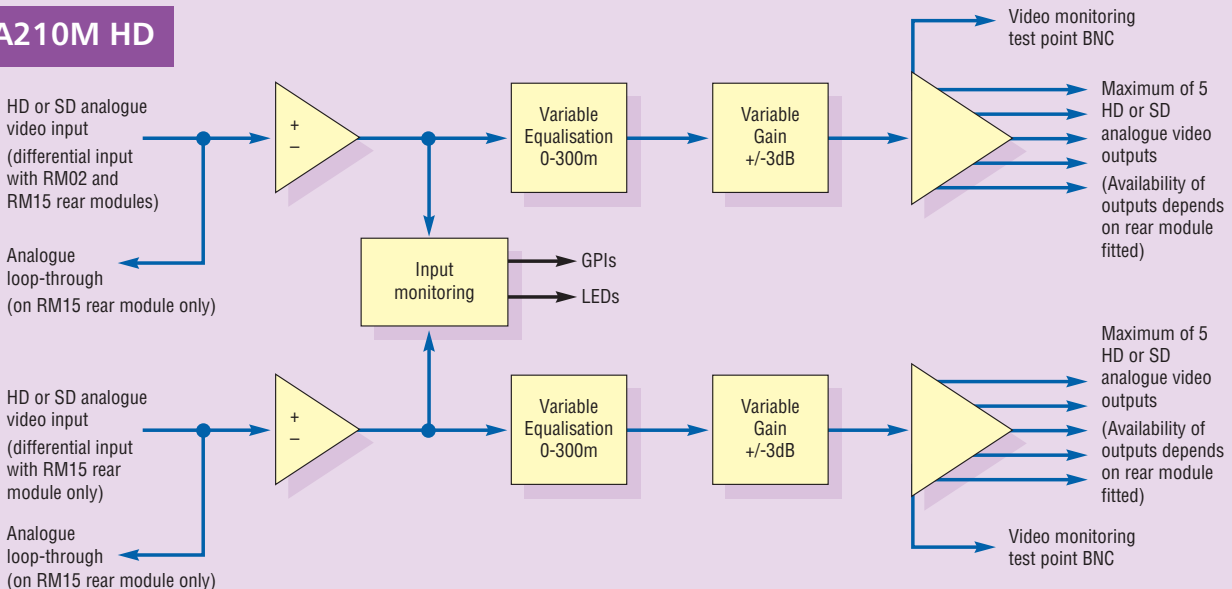 A210M HD
HD or SD analogue
video input
(differential input
with RM02 and
RM15 rear modules)
Analogue
loop-through
(on RM15 rear module only)
+
–
Variable
Equalisation
0-300m
Variable
Gain
+/-3dB
Video monitoring
test point BNC
Maximum of 5
HD or SD
analogue video
outputs
(Availability of
outputs depends
on rear module
fitted)
Input
monitoring
GPIs
LEDs
HD or SD analogue
video input
(differential input
with RM15 rear
module only)
Analogue
loop-through
(on RM15 rear module only)
+
–
Variable
Equalisation
0-300m
Variable
Gain
+/-3dB
Maximum of 5
HD or SD
analogue video
outputs
(Availability of
outputs depends
on rear module
fitted)
Video monitoring
test point BNC